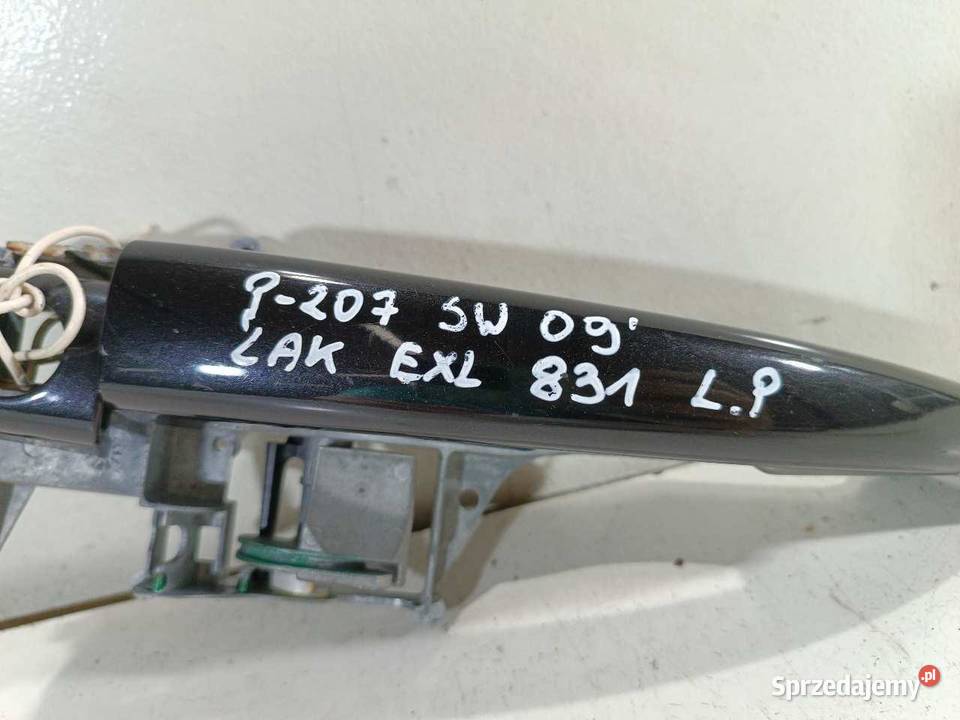 P-207 SW 09'
LAK EXL 831 L.P
Sprzedajemy.pl